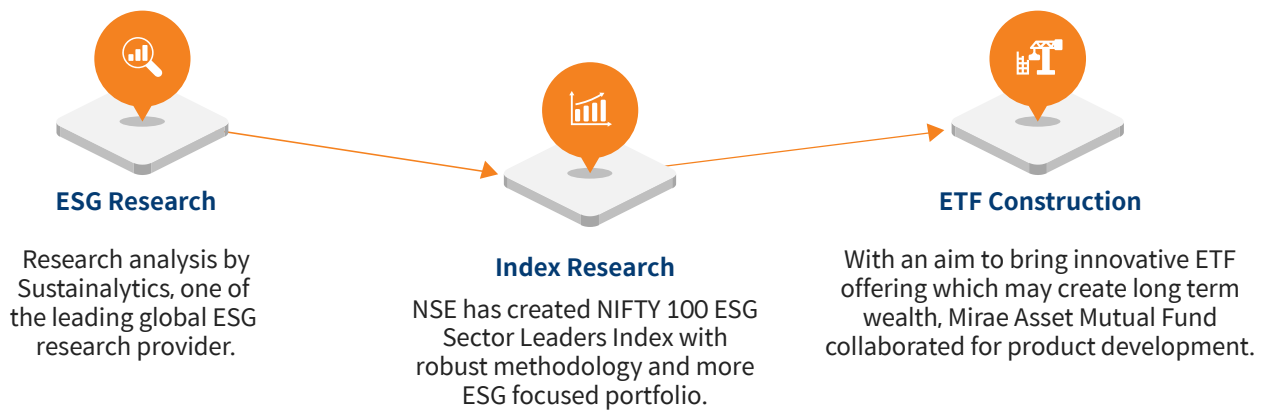 ESG Research
Research analysis by
Sustainalytics, one of
the leading global ESG
research provider.
Index Research
NSE has created NIFTY 100 ESG
Sector Leaders Index with
robust methodology and more
ESG focused portfolio.
ETF Construction
With an aim to bring innovative ETF
offering which may create long term
wealth, Mirae Asset Mutual Fund
collaborated for product development.